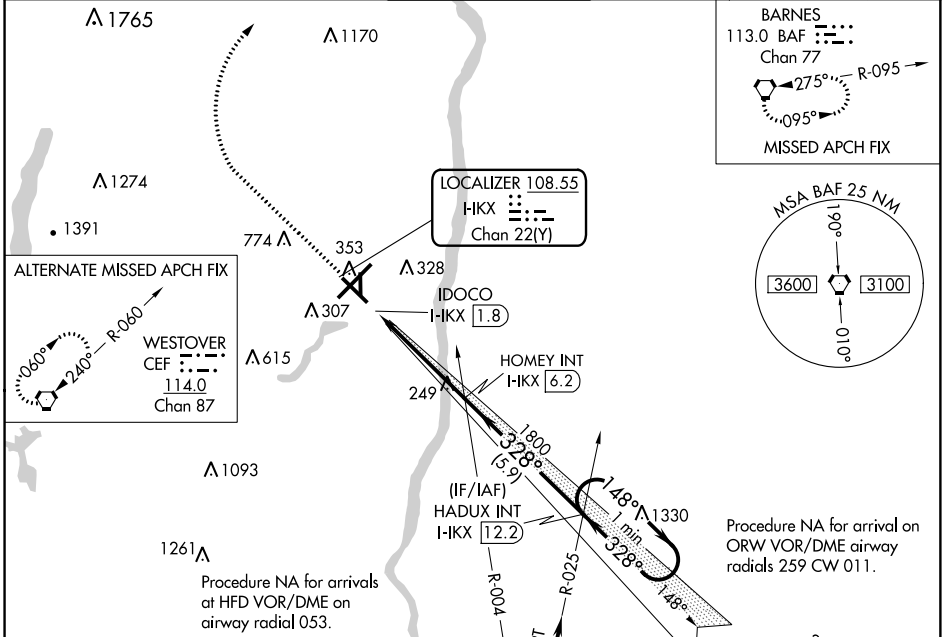 1765
1170
BARNES
113.0 BAF
Chan 77
275°
R-095
095°
MISSED APCH FIX
1274
1391
LOCALIZER 108.55
I-IKX
Chan 22(Y)
MSA BAF 25 NM
190°
3600
3100
010°
774
353
328
307
ALTERNATE MISSED APCH FIX
R-060
060°
240°
WESTOVER
CEF
114.0
Chan 87
IDOCO
I-IKX 1.8
615
249
HOMEY INT
I-IKX 6.2
1800
328°
(5.9)
1093
(IF/IAF)
HADUX INT
I-IKX 12.2
148°
1330
1 min
328°
148°
1261
Procedure NA for arrivals
at HFD VOR/DME on
airway radial 053.
R-004
R-025
Procedure NA for arrival on
ORW VOR/DME airway
radials 259 CW 011.